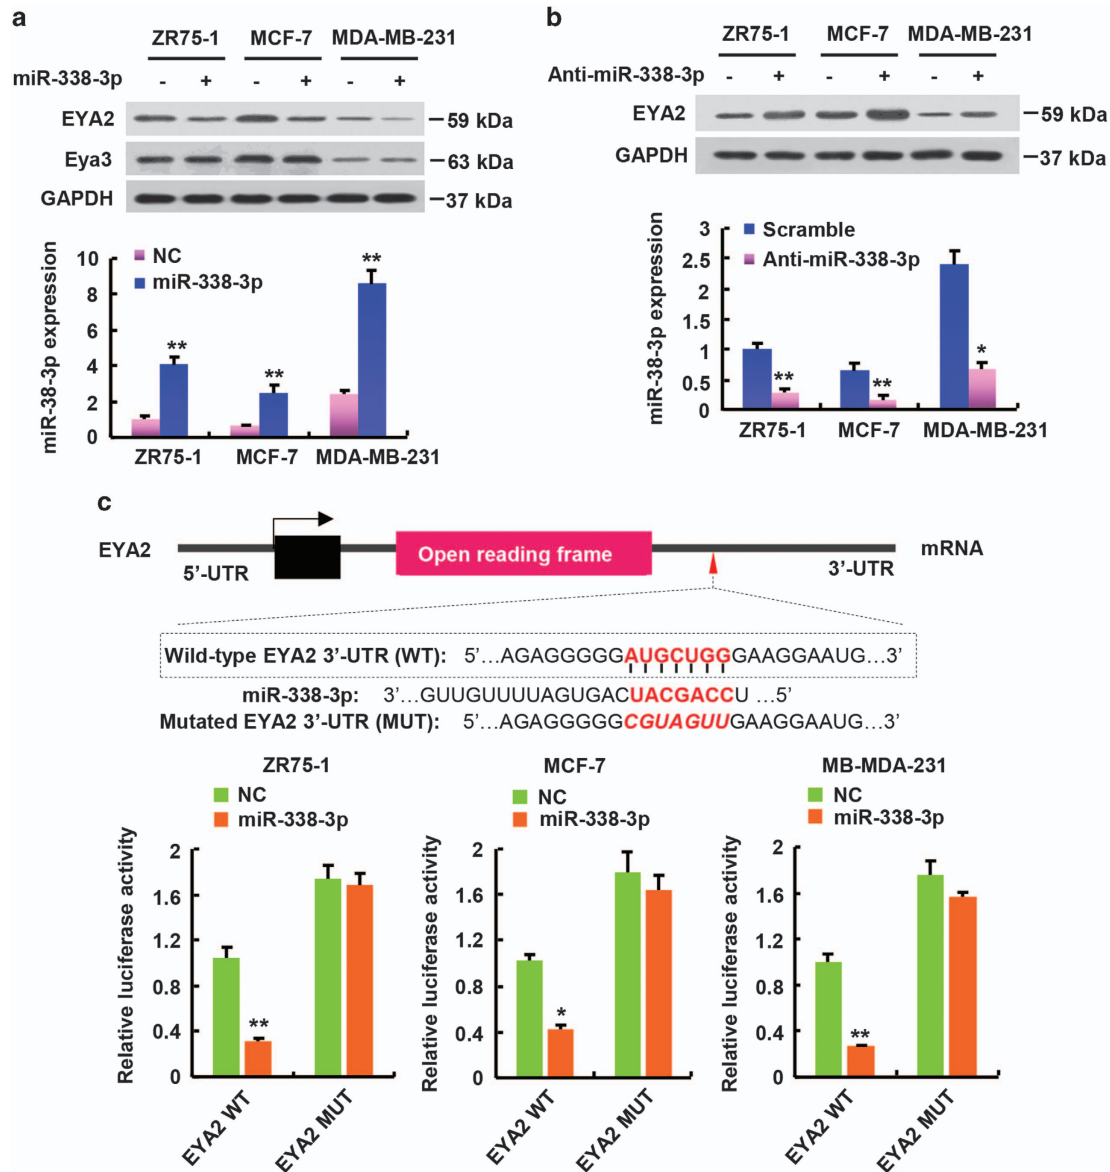 a
ZR75-1 MCF-7 MDA-MB-231
miR-338-3p - + - + - +
EYA2 59 kDa
Eya3 63 kDa
GAPDH 37 kDa
NC
miR-338-3p
miR-38-3p expression
10
8
6
4
2
0
** ** **
ZR75-1 MCF-7 MDA-MB-231
b
ZR75-1 MCF-7 MDA-MB-231
Anti-miR-338-3p - + - + - +
EYA2 59 kDa
GAPDH 37 kDa
Scramble
Anti-miR-338-3p
miR-38-3p expression
3
2.5
2
1.5
1
0.5
0
** ** *
ZR75-1 MCF-7 MDA-MB-231
c
EYA2 Open reading frame mRNA
5'-UTR 3'-UTR
Wild-type EYA2 3'-UTR (WT): 5'...AGAGGGGGAUGCUGGGAAGGAAUG...3'
miR-338-3p: 3'...GUUGUUUUAGUGACUACGACCU ...5'
Mutated EYA2 3'-UTR (MUT): 5'...AGAGGGGGCGUAGUUGAAGGAAUG...3'
ZR75-1
NC
miR-338-3p
Relative luciferase activity
2
1.6
1.2
0.8
0.4
0
**
EYA2 WT EYA2 MUT
MCF-7
NC
miR-338-3p
Relative luciferase activity
2
1.6
1.2
0.8
0.4
0
*
EYA2 WT EYA2 MUT
MB-MDA-231
NC
miR-338-3p
Relative luciferase activity
2
1.6
1.2
0.8
0.4
0
**
EYA2 WT EYA2 MUT